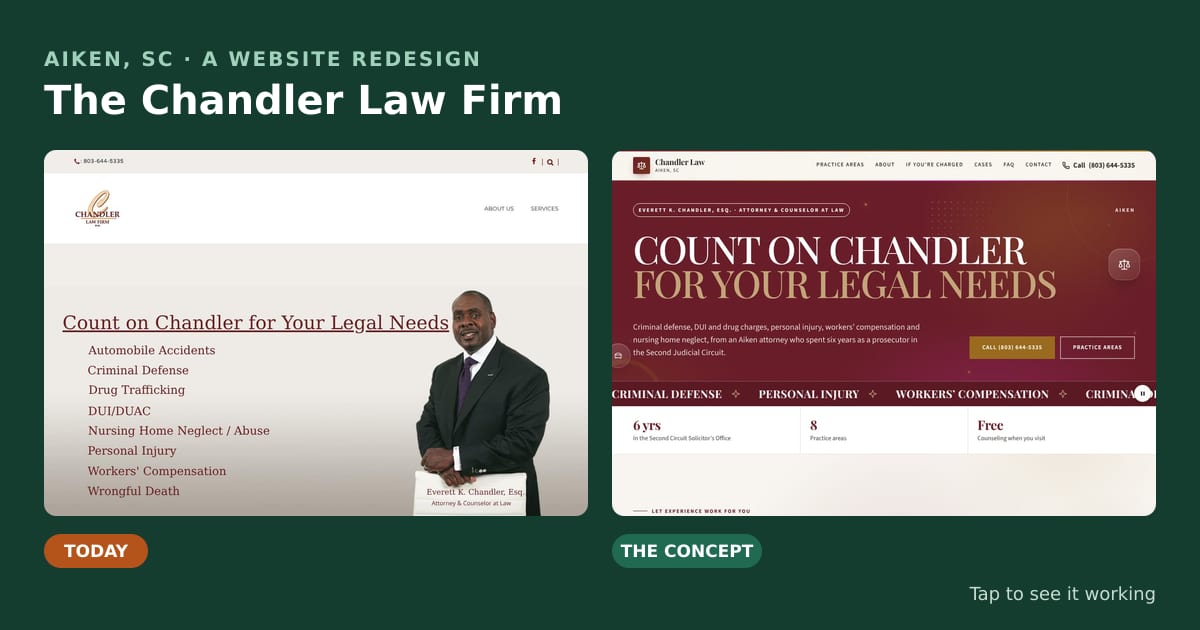 AIKEN, SC · A WEBSITE REDESIGN
The Chandler Law Firm
803-644-5335
CHANDLER
LAW FIRM
ABOUT US
SERVICES
Count on Chandler for Your Legal Needs
Automobile Accidents
Criminal Defense
Drug Trafficking
DUI/DUAC
Nursing Home Neglect / Abuse
Personal Injury
Workers' Compensation
Wrongful Death
Everett K. Chandler, Esq.
Attorney & Counselor at Law
TODAY
Chandler Law
AIKEN, SC
PRACTICE AREAS
ABOUT
IF YOU'RE CHARGED
CASES
FAQ
CONTACT
Call (803) 644-5335
EVERETT K. CHANDLER, ESQ. · ATTORNEY & COUNSELOR AT LAW
AIKEN
COUNT ON CHANDLER
FOR YOUR LEGAL NEEDS
Criminal defense, DUI and drug charges, personal injury, workers' compensation and
nursing home neglect, from an Aiken attorney who spent six years as a prosecutor in
the Second Judicial Circuit.
CALL (803) 644-5335
PRACTICE AREAS
CRIMINAL DEFENSE
PERSONAL INJURY
WORKERS' COMPENSATION
6 yrs
In the Second Circuit Solicitor's Office
8
Practice areas
Free
Counseling when you visit
LET EXPERIENCE WORK FOR YOU
THE CONCEPT
Tap to see it working